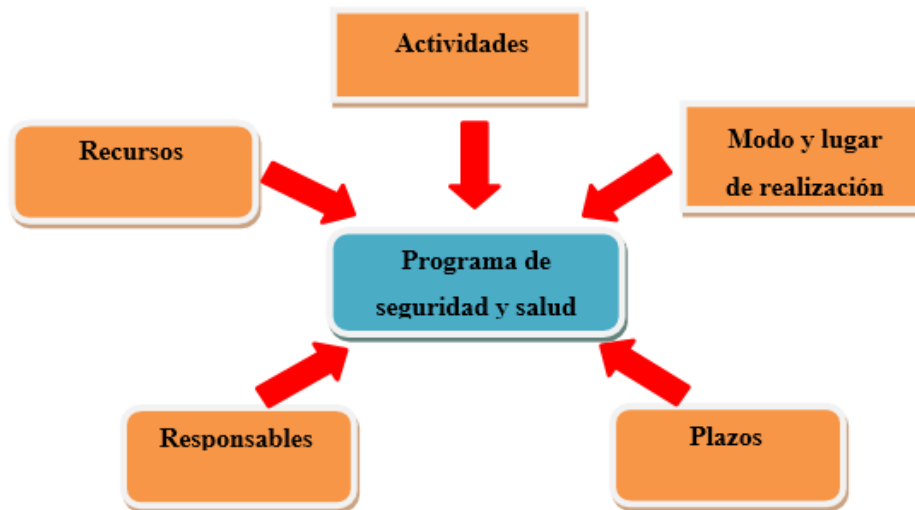 Actividades
Recursos
Modo y lugar
de realización
Programa de
seguridad y salud
Responsables
Plazos